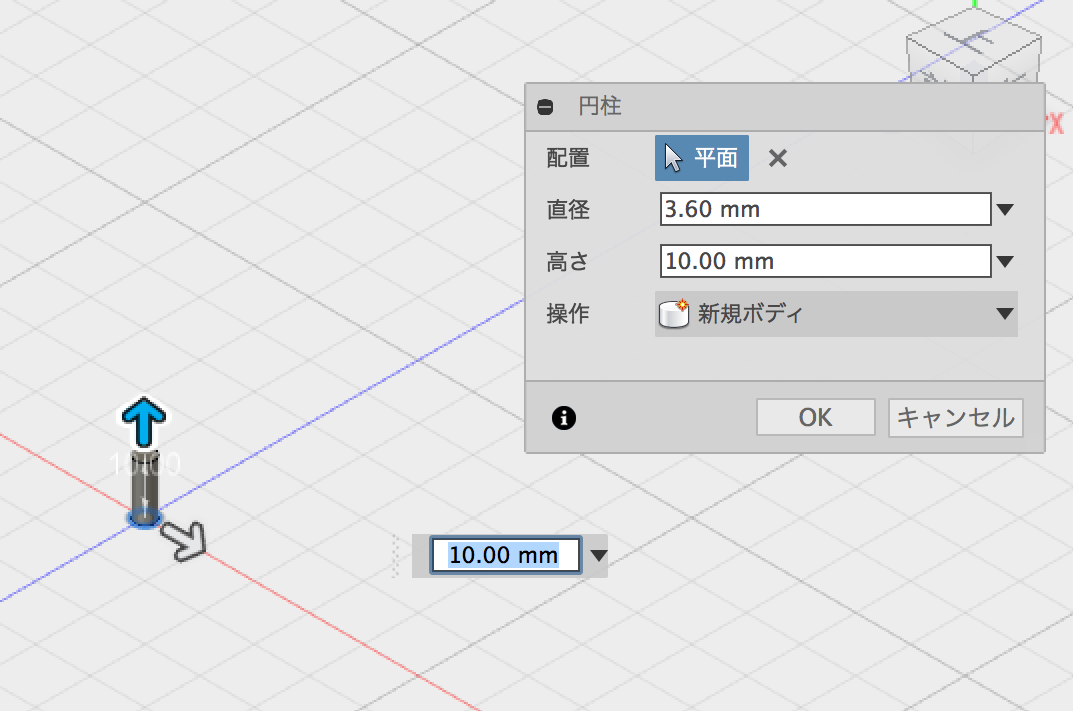 円柱
X
配置 平面
直径 3.60 mm
高さ 10.00 mm
操作 新規ボディ
OK キャンセル
10.00
10.00 mm